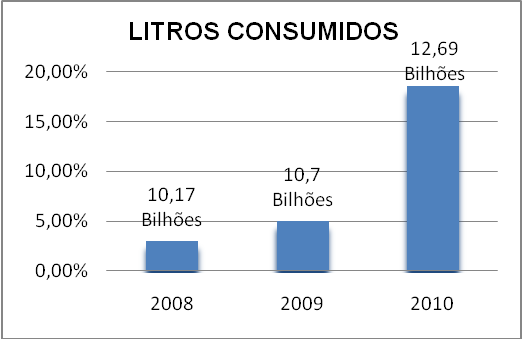 LITROS CONSUMIDOS
12,69
Bilhões
20,00%
15,00%
10,00%
5,00%
0,00%
10,17
Bilhões
10,7
Bilhões
2008
2009
2010